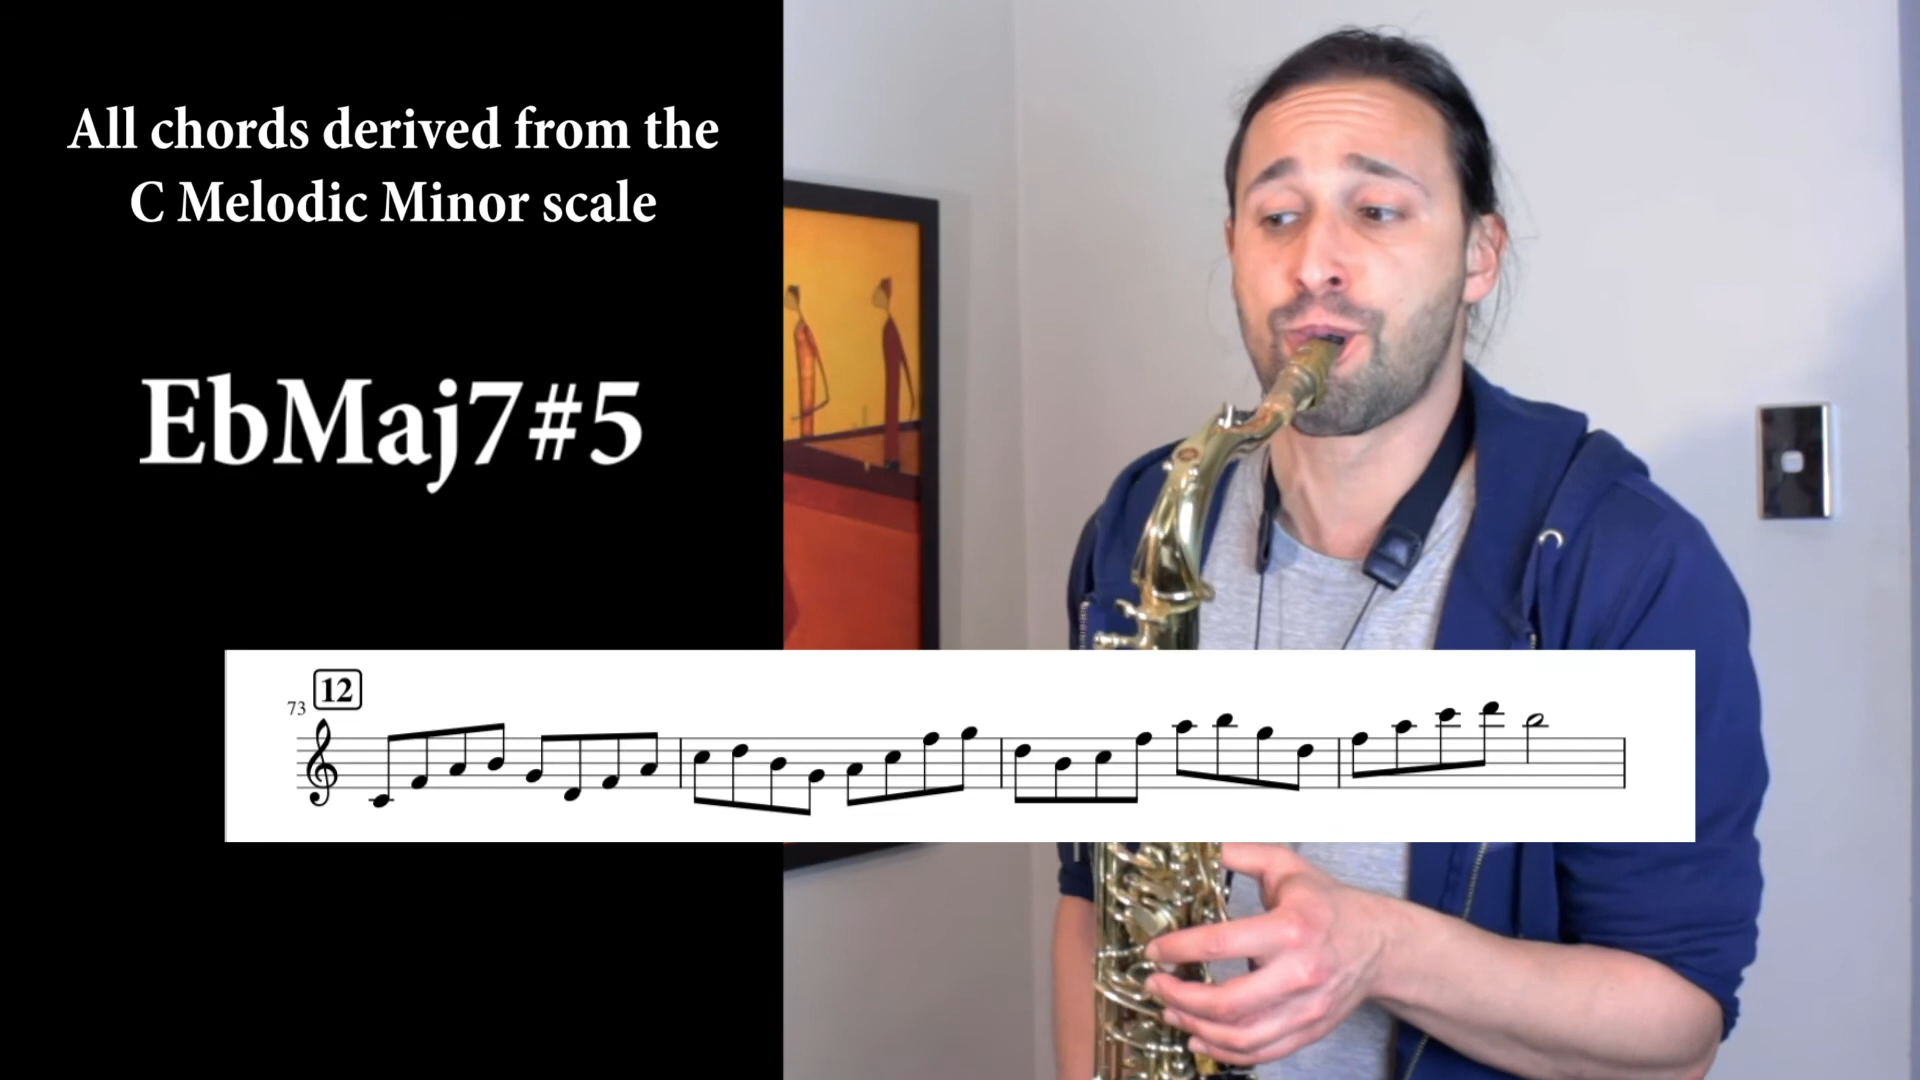 All chords derived from the
C Melodic Minor scale
EbMaj7#5
12
73